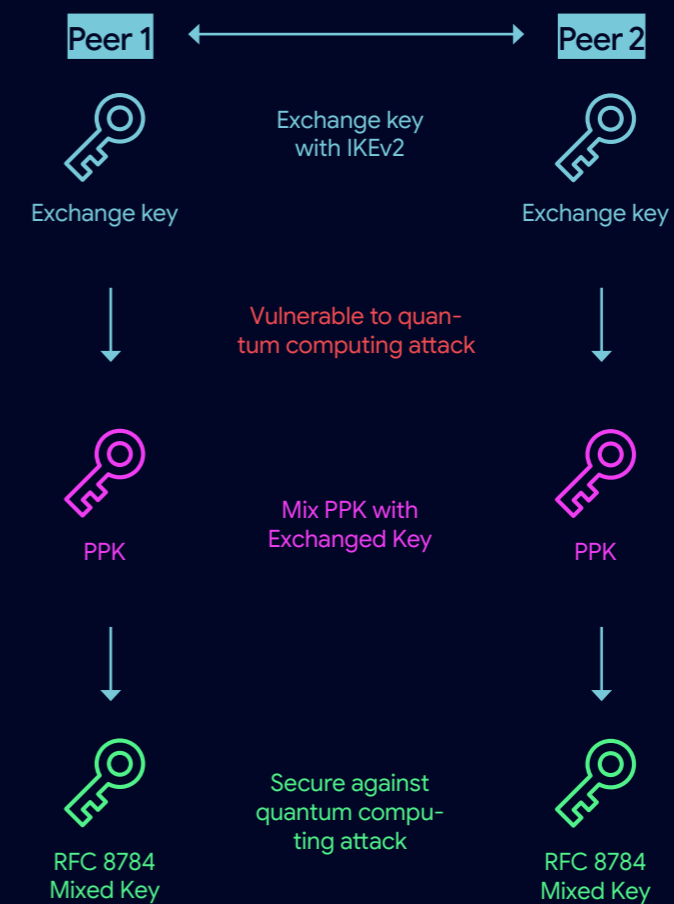 Peer 1
Peer 2
Exchange key
with IKEv2
Exchange key
Exchange key
Vulnerable to quan-
tum computing attack
Mix PPK with
Exchanged Key
PPK
PPK
Secure against
quantum compu-
ting attack
RFC 8784
Mixed Key
RFC 8784
Mixed Key